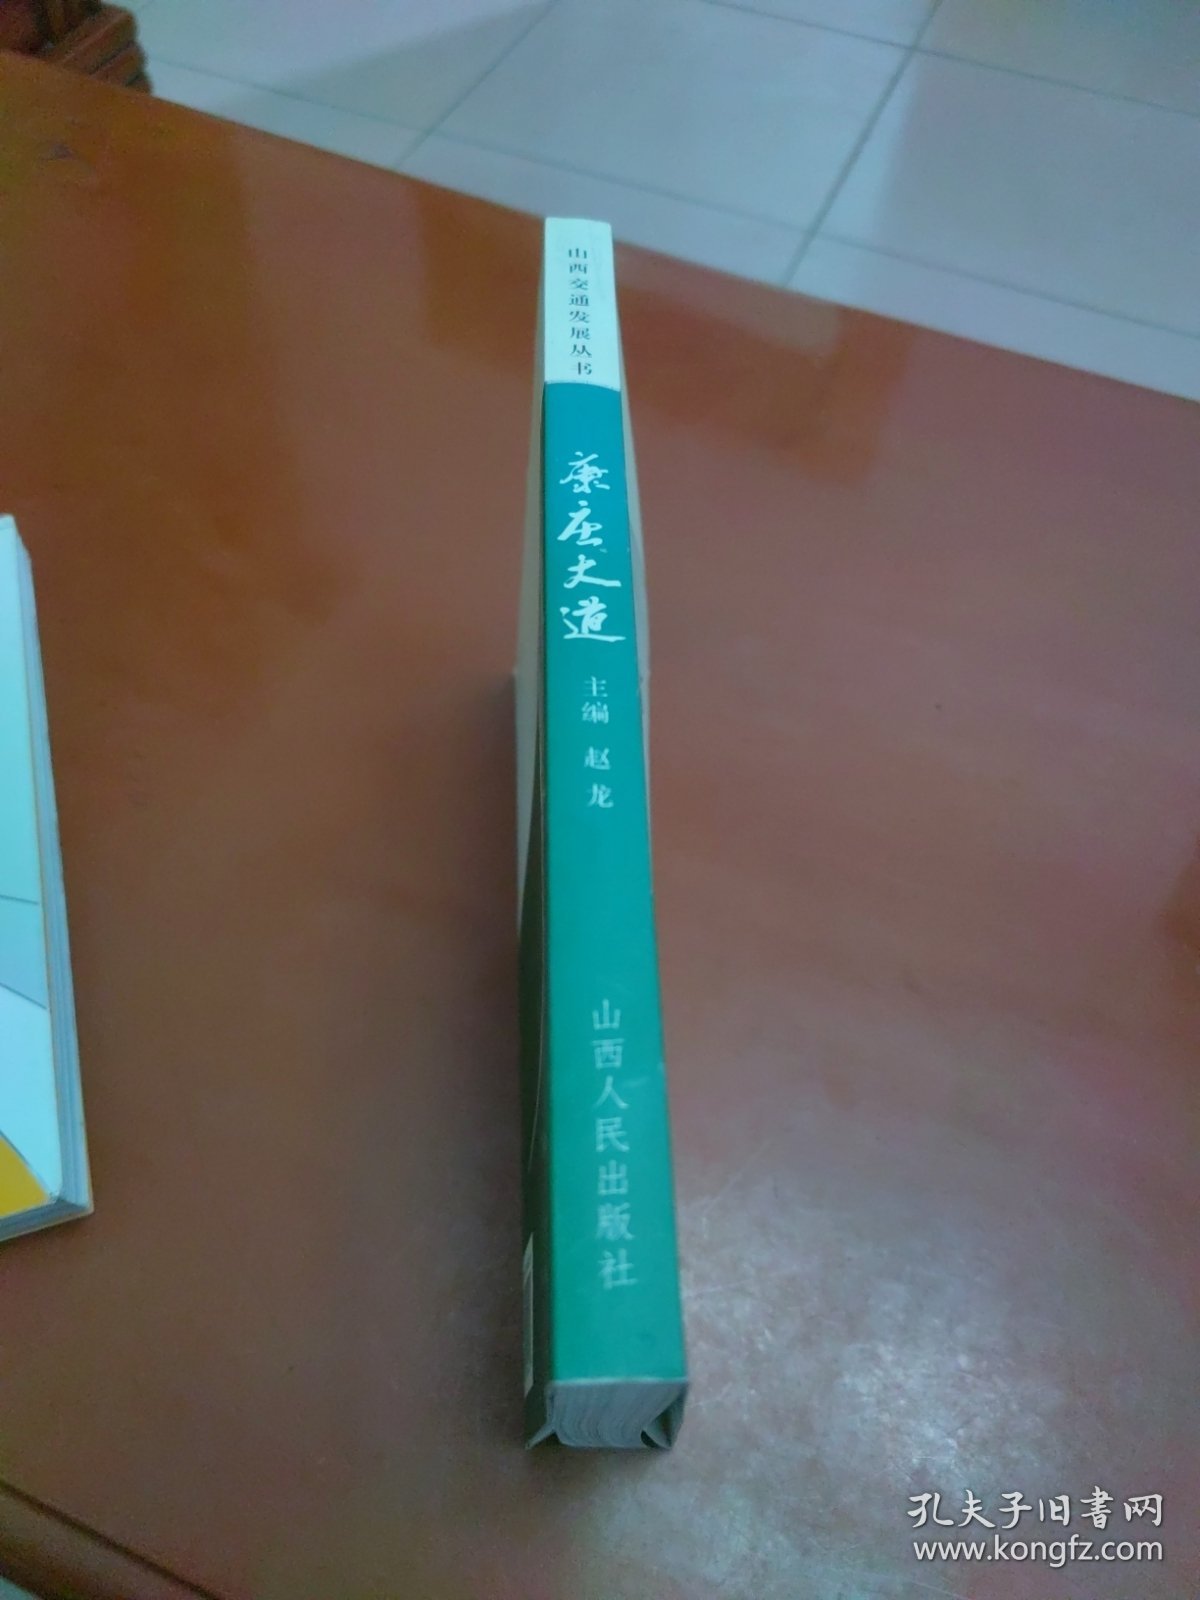 山西交通发展丛书
康庄大道
主编 赵龙
山西人民出版社
孔夫子旧書网
www.kongfz.com